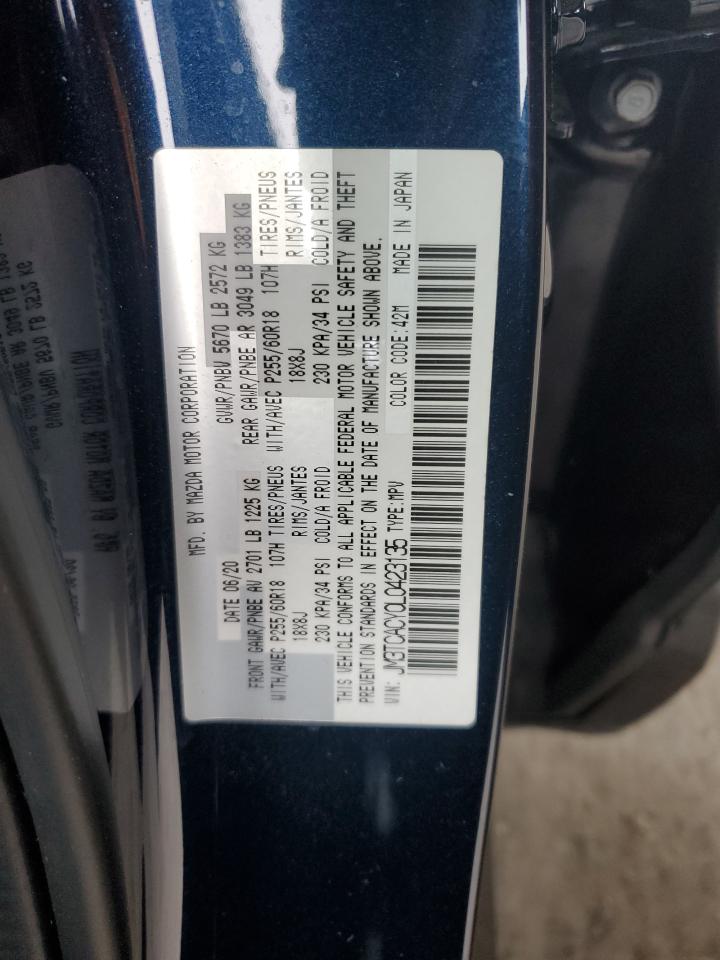 MFD. BY MAZDA MOTOR CORPORATION
DATE 06/20 GVWR/PNBV 5670 LB 2572 KG
FRONT GAWR/PNBE AV 2701 LB 1225 KG REAR GAWR/PNBE AR 3049 LB 1383 KG
WITH/AVEC P255/60R18 107H TIRES/PNEUS WITH/AVEC P255/60R18 107H TIRES/PNEUS
18X8J RIMS/JANTES 18X8J RIMS/JANTES
230 KPA/34 PSI COLD/A FROID 230 KPA/34 PSI COLD/A FROID
THIS VEHICLE CONFORMS TO ALL APPLICABLE FEDERAL MOTOR VEHICLE SAFETY AND THEFT
PREVENTION STANDARDS IN EFFECT ON THE DATE OF MANUFACTURE SHOWN ABOVE.
VIN: JM3TCACY0L0423135 TYPE:MPV COLOR CODE:42M MADE IN JAPAN